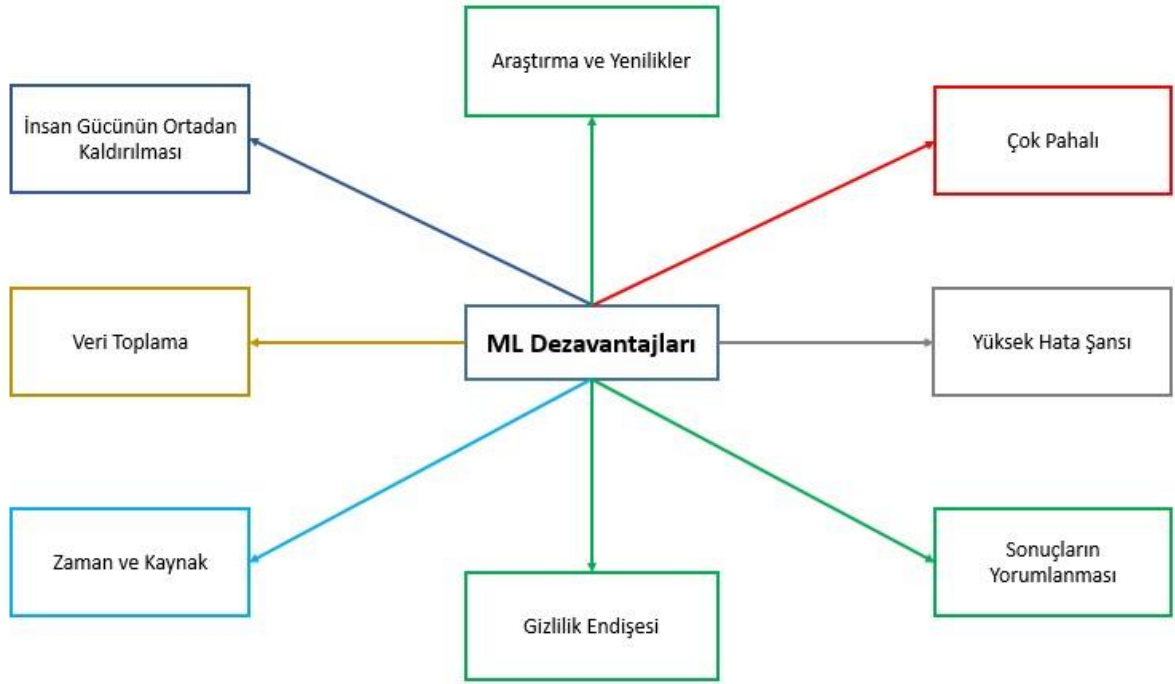 Araştırma ve Yenilikler
İnsan Gücünün Ortadan
Kaldırılması
Çok Pahalı
Veri Toplama
ML Dezavantajları
Yüksek Hata Şansı
Zaman ve Kaynak
Sonuçların
Yorumlanması
Gizlilik Endişesi